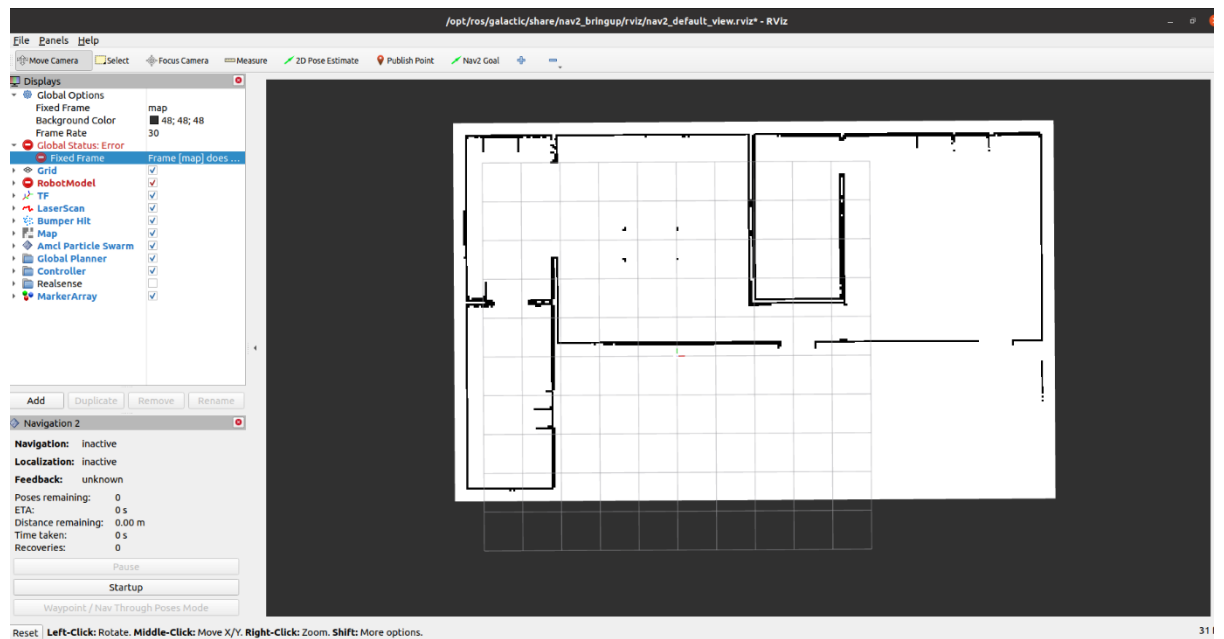 /opt/ros/galactic/share/nav2_bringup/rviz/nav2_default_view.rviz* - RViz
File Panels Help
Move Camera Select Focus Camera Measure 2D Pose Estimate Publish Point Nav2 Goal
Displays
Global Options
Fixed Frame map
Background Color 48; 48; 48
Frame Rate 30
Global Status: Error
Fixed Frame Frame [map] does ...
Grid
RobotModel
TF
LaserScan
Bumper Hit
Map
Amcl Particle Swarm
Global Planner
Controller
Realsense
MarkerArray
Add Duplicate Remove Rename
Navigation 2
Navigation: inactive
Localization: inactive
Feedback: unknown
Poses remaining: 0
ETA: 0 s
Distance remaining: 0.00 m
Time taken: 0 s
Recoveries: 0
Pause
Startup
Waypoint / Nav Through Poses Mode
Reset Left-Click: Rotate. Middle-Click: Move X/Y. Right-Click: Zoom. Shift: More options. 31